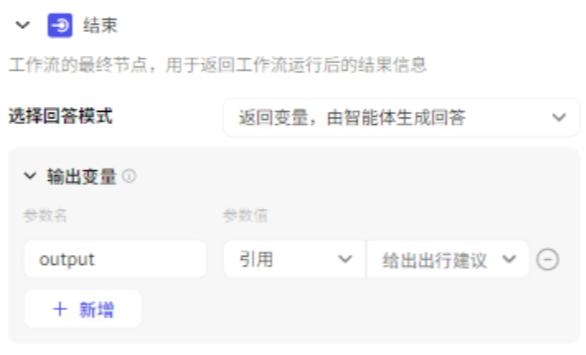 结束
工作流的最终节点，用于返回工作流运行后的结果信息
选择回答模式 返回变量，由智能体生成回答
输出变量
参数名 参数值
output 引用 给出出行建议
+ 新增